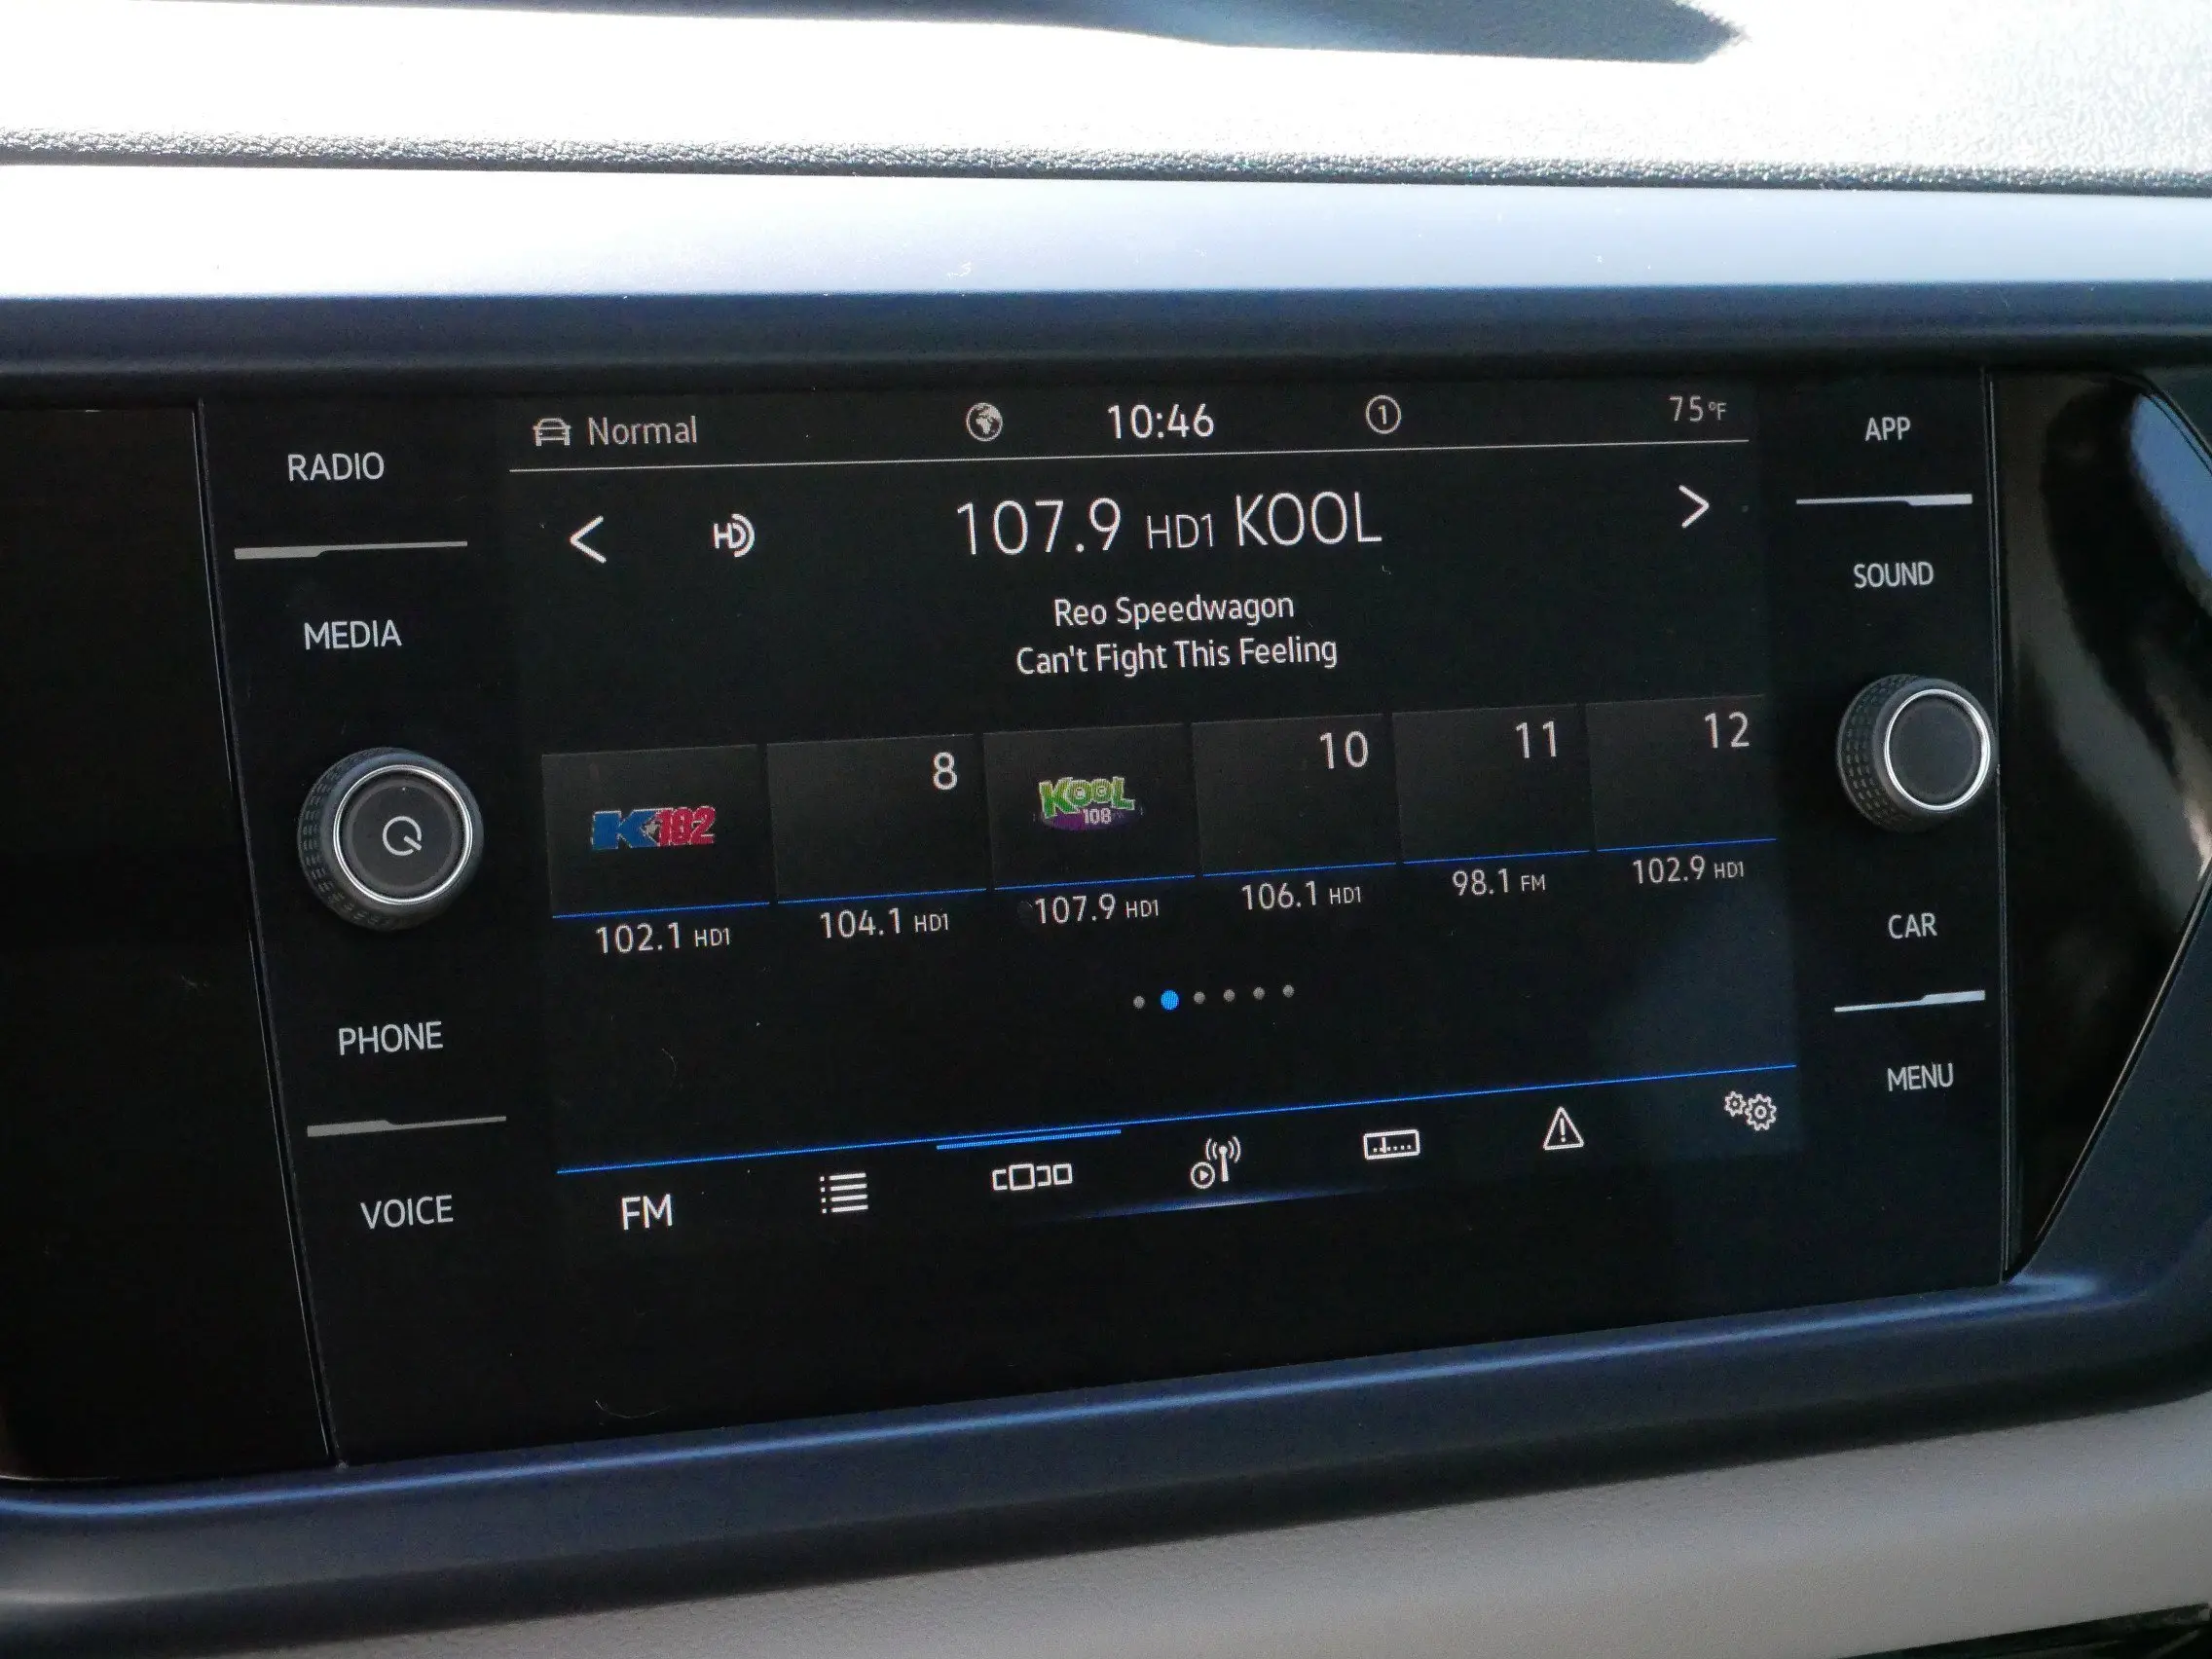 RADIO
MEDIA
PHONE
VOICE
Normal
10:46
1
75°F
HD
107.9 HD1 KOOL
Reo Speedwagon
Can't Fight This Feeling
K102
8
KOOL
108
10
11
12
102.1 HD1
104.1 HD1
107.9 HD1
106.1 HD1
98.1 FM
102.9 HD1
FM
APP
SOUND
CAR
MENU